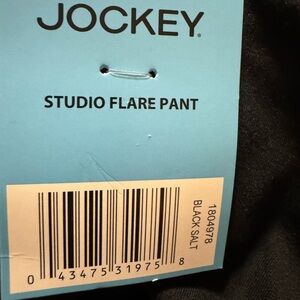 JOCKEY®
STUDIO FLARE PANT
0 43475 31975 8
1804978
BLACK SALT